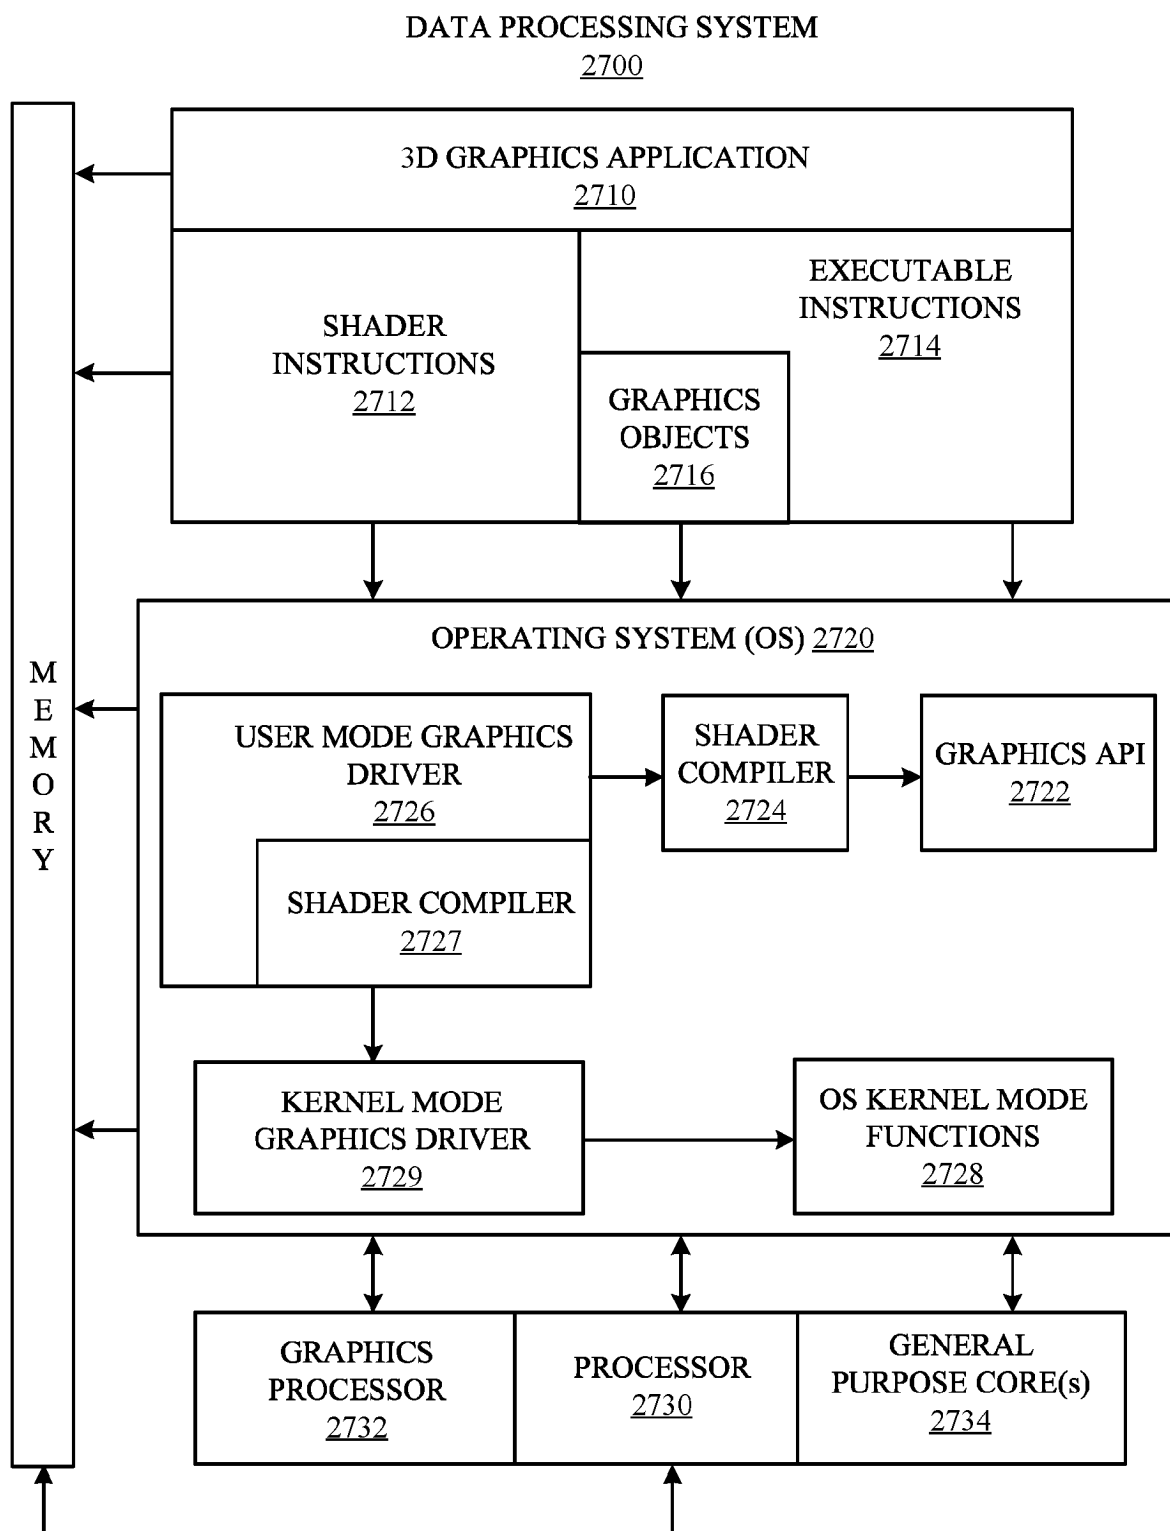 DATA PROCESSING SYSTEM
2700
3D GRAPHICS APPLICATION
2710
SHADER
INSTRUCTIONS
2712
EXECUTABLE
INSTRUCTIONS
2714
GRAPHICS
OBJECTS
2716
M
E
M
O
R
Y
OPERATING SYSTEM (OS) 2720
USER MODE GRAPHICS
DRIVER
2726
SHADER COMPILER
2727
SHADER
COMPILER
2724
GRAPHICS API
2722
KERNEL MODE
GRAPHICS DRIVER
2729
OS KERNEL MODE
FUNCTIONS
2728
GRAPHICS
PROCESSOR
2732
PROCESSOR
2730
GENERAL
PURPOSE CORE(s)
2734